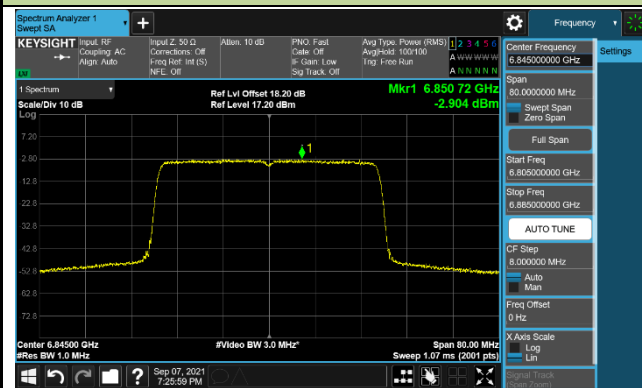 Spectrum Analyzer 1
Swept SA
Frequency
KEYSIGHT
Input: RF
Coupling: AC
Align: Auto
Input Z: 50 Ω
Corrections: Off
Freq Ref: Int (S)
NFE: Off
Atten: 10 dB
PNO: Fast
Gate: Off
IF Gain: Low
Sig Track: Off
Avg Type: Power (RMS)
Avg|Hold: 100/100
Trig: Free Run
1 2 3 4 5 6
A W W W W W
A N N N N N
1 Spectrum
Scale/Div 10 dB
Log
Ref Lvl Offset 18.20 dB
Ref Level 17.20 dBm
Mkr1 6.850 72 GHz
-2.904 dBm
7.20
1
2.80
12.8
22.8
32.8
42.8
52.8
62.8
72.8
Center 6.84500 GHz
#Res BW 1.0 MHz
#Video BW 3.0 MHz*
Span 80.00 MHz
Sweep 1.07 ms (2001 pts)
Sep 07, 2021
7:25:59 PM
Center Frequency
6.845000000 GHz
Settings
Span
80.0000000 MHz
Swept Span
Zero Span
Full Span
Start Freq
6.805000000 GHz
Stop Freq
6.885000000 GHz
AUTO TUNE
CF Step
8.000000 MHz
Auto
Man
Freq Offset
0 Hz
X Axis Scale
Log
Lin
Signal Track
(Span Zoom)